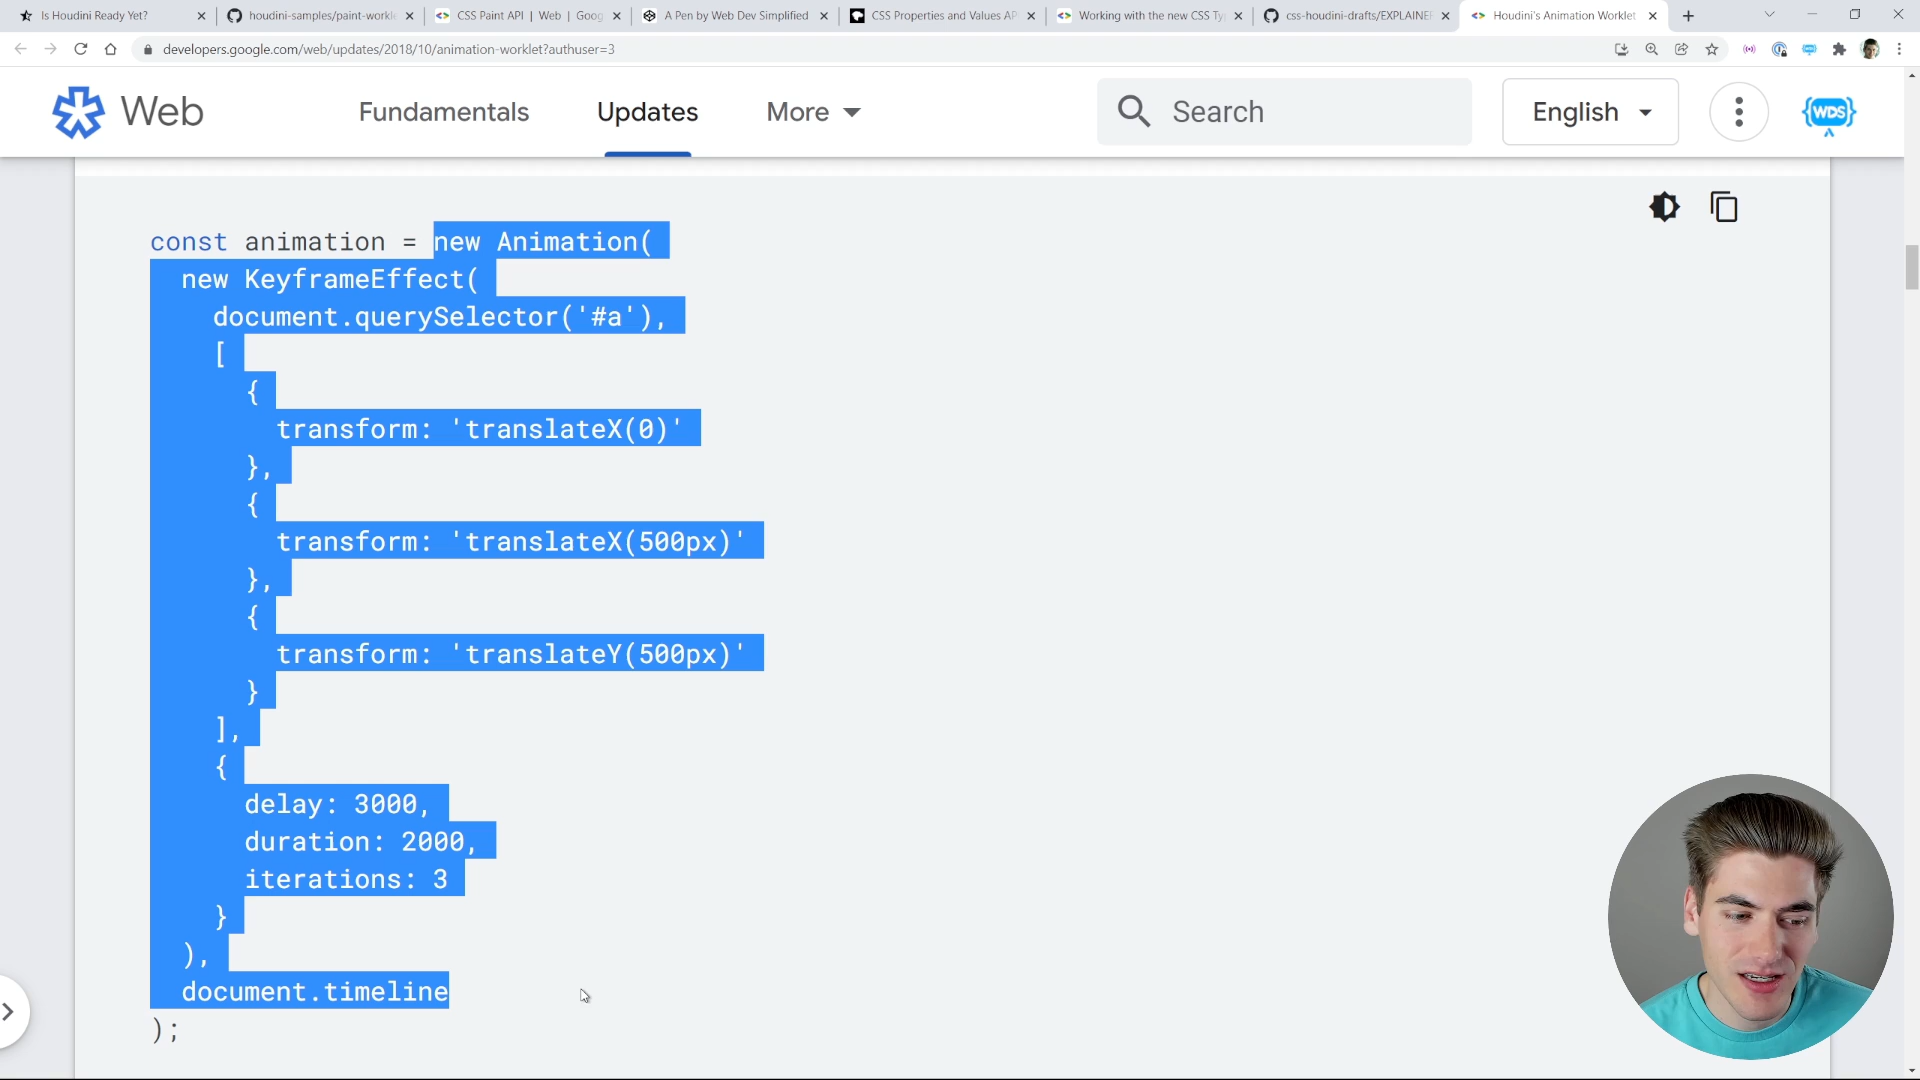 Is Houdini Ready Yet?
houdini-samples/paint-workl
CSS Paint API | Web | Goog
A Pen by Web Dev Simplified
CSS Properties and Values AP
Working with the new CSS Ty
css-houdini-drafts/EXPLAINE
Houdini's Animation Worklet
developers.google.com/web/updates/2018/10/animation-worklet?authuser=3
Web
Fundamentals
Updates
More
Search
English
{WDS}
const animation = new Animation(
new KeyframeEffect(
document.querySelector('#a'),
[
{
transform: 'translateX(0)'
},
{
transform: 'translateX(500px)'
},
{
transform: 'translateY(500px)'
}
],
{
delay: 3000,
duration: 2000,
iterations: 3
}
),
document.timeline
);